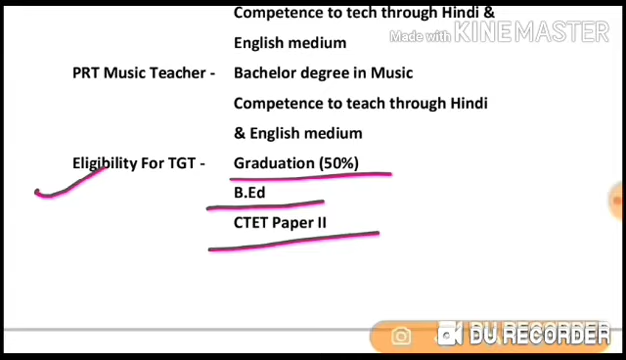 Competence to tech through Hindi &
English medium
Made with KINEMASTER
PRT Music Teacher - Bachelor degree in Music
Competence to teach through Hindi
& English medium
Eligibility For TGT - Graduation (50%)
B.Ed
CTET Paper II
DU RECORDER